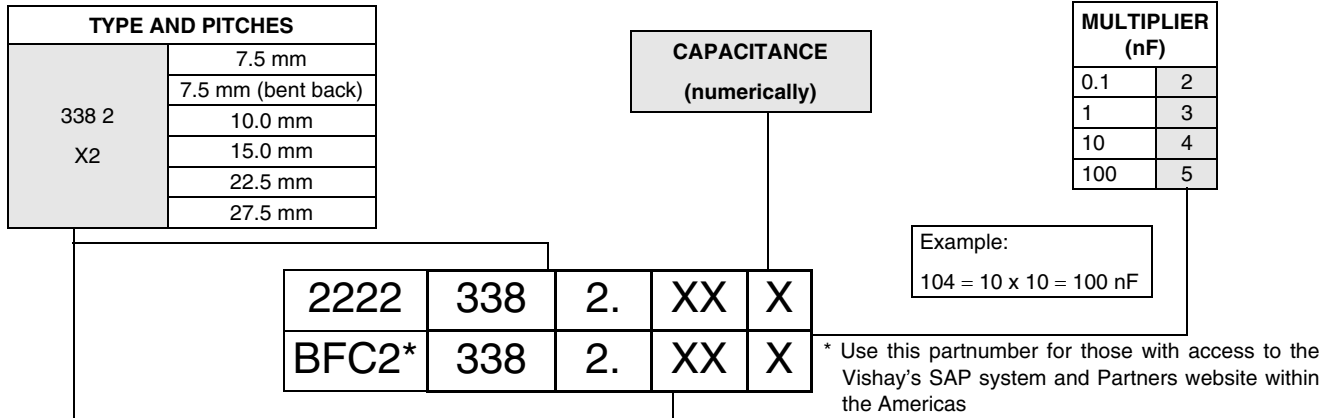 TYPE AND PITCHES
338 2
X2
7.5 mm
7.5 mm (bent back)
10.0 mm
15.0 mm
22.5 mm
27.5 mm
CAPACITANCE
(numerically)
MULTIPLIER
(nF)
0.1 2
1 3
10 4
100 5
Example:
104 = 10 x 10 = 100 nF
2222 338 2. XX X
BFC2* 338 2. XX X
* Use this partnumber for those with access to the
Vishay's SAP system and Partners website within
the Americas